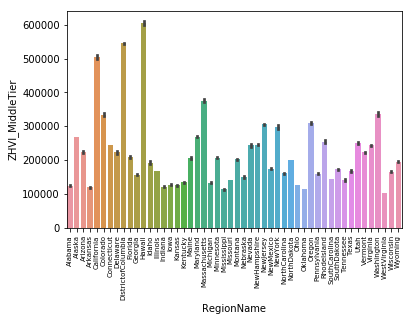 600000
500000
400000
300000
200000
100000
0
ZHVI_MiddleTier
Alabama
Alaska
Arizona
Arkansas
California
Colorado
Connecticut
Delaware
DistrictofColumbia
Florida
Georgia
Hawaii
Idaho
Illinois
Indiana
Iowa
Kansas
Kentucky
Maine
Maryland
Massachusetts
Michigan
Minnesota
Mississippi
Missouri
Montana
Nebraska
Nevada
NewHampshire
NewJersey
NewMexico
NewYork
NorthCarolina
NorthDakota
Ohio
Oklahoma
Oregon
Pennsylvania
RhodeIsland
SouthCarolina
SouthDakota
Tennessee
Texas
Utah
Vermont
Virginia
Washington
WestVirginia
Wisconsin
Wyoming
RegionName